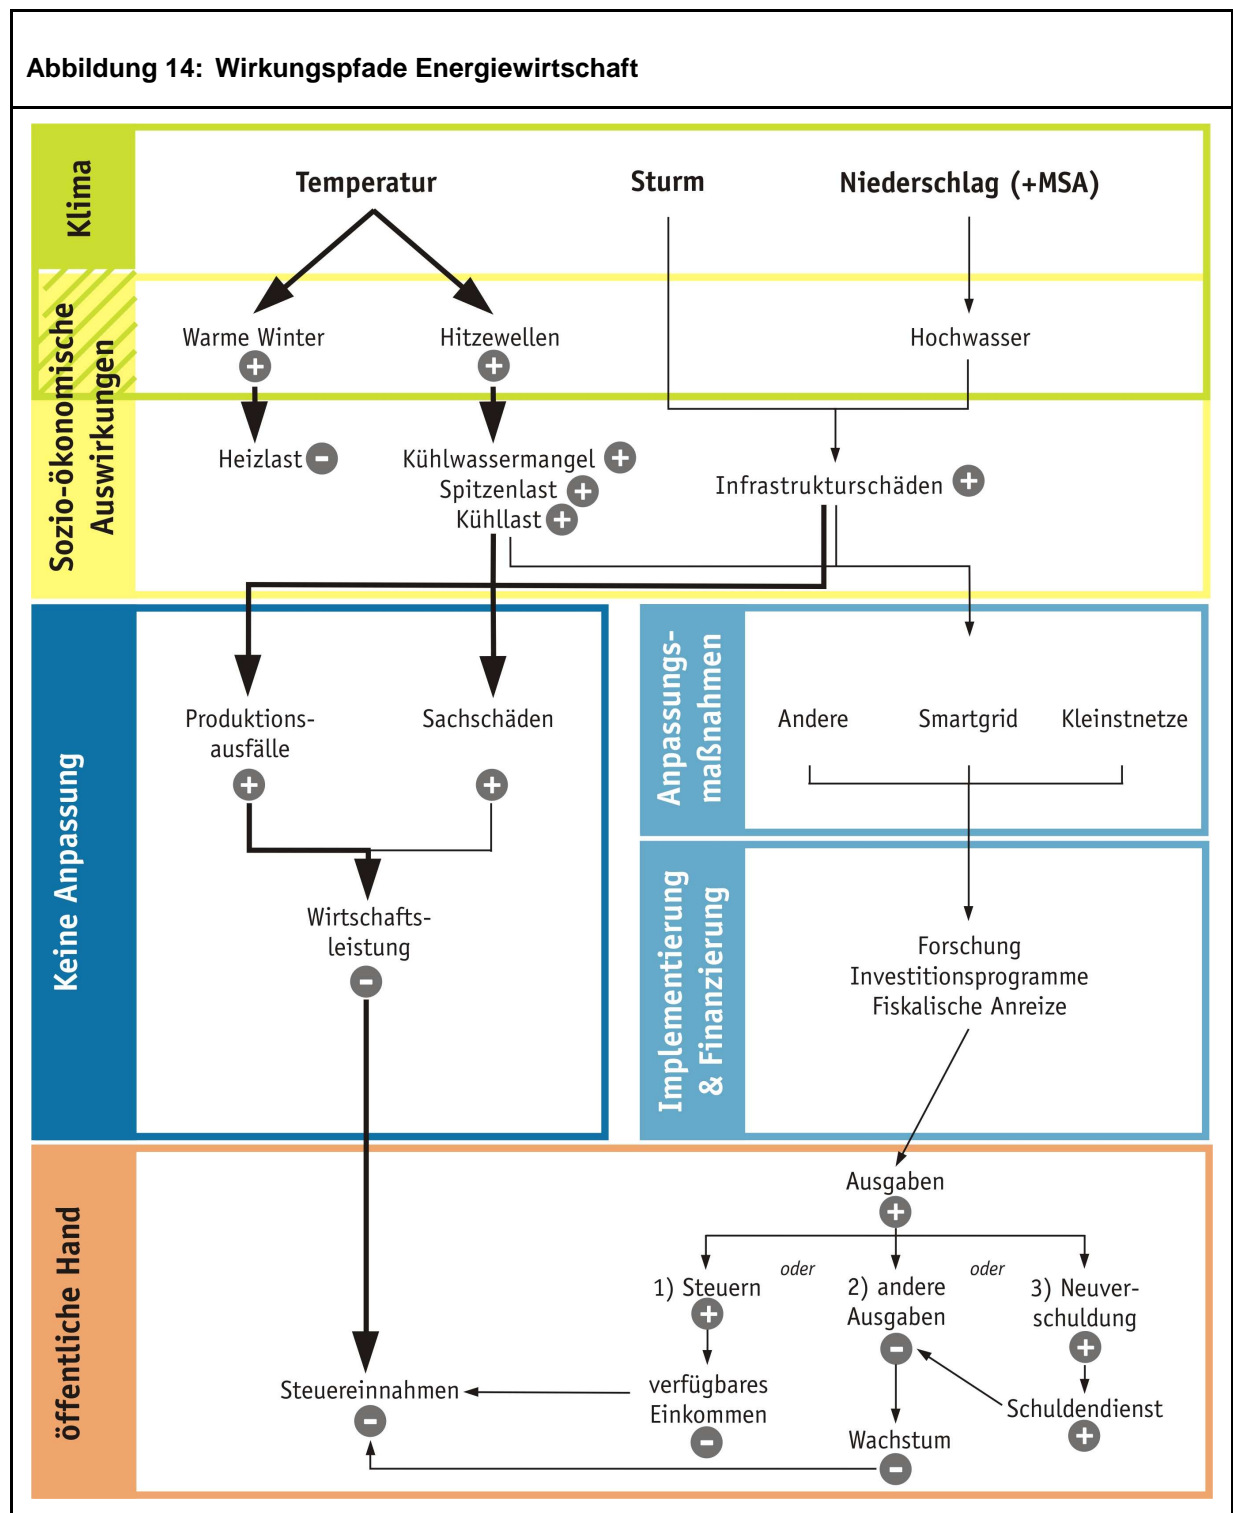 Abbildung 14: Wirkungspfade Energiewirtschaft
Klima
Temperatur
Sturm
Niederschlag (+MSA)
Sozio-ökonomische
Auswirkungen
Warme Winter
+
Hitzewellen
+
Hochwasser
Heizlast -
Kühlwassermangel +
Spitzenlast +
Kühllast +
Infrastrukturschäden +
Keine Anpassung
Produktions-
ausfälle
+
Sachschäden
+
Wirtschafts-
leistung
-
Anpassungs-
maßnahmen
Andere
Smartgrid
Kleinstnetze
Implementierung
& Finanzierung
Forschung
Investitionsprogramme
Fiskalische Anreize
öffentliche Hand
Ausgaben
+
1) Steuern
+
oder
2) andere
Ausgaben
-
oder
3) Neuver-
schuldung
+
Steuereinnahmen
-
verfügbares
Einkommen
-
Wachstum
-
Schuldendienst
+